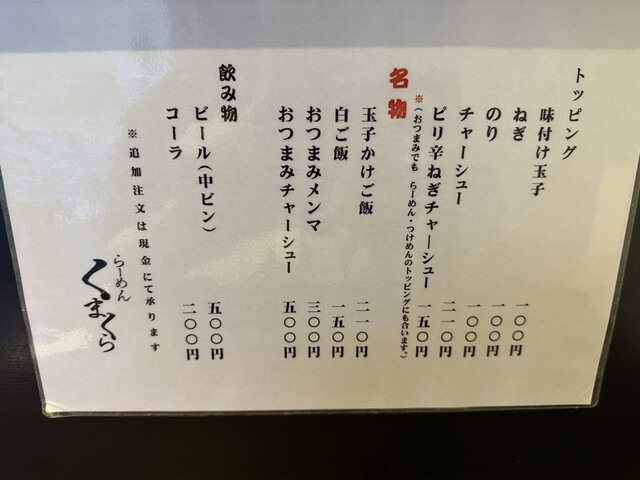 トッピング
味付け玉子 一〇〇円
ねぎ 一〇〇円
のり 一〇〇円
チャーシュー 二一〇円
ピリ辛ねぎチャーシュー 一五〇円
※(おつまみでも らーめん・つけめんのトッピングにも合います。)
名物
玉子かけご飯 二一〇円
白ご飯 一五〇円
おつまみメンマ 三〇〇円
おつまみチャーシュー 五〇〇円
飲み物
ビール(中ビン) 五〇〇円
コーラ 二〇〇円
※追加注文は現金にて承ります
らーめん
くまくら